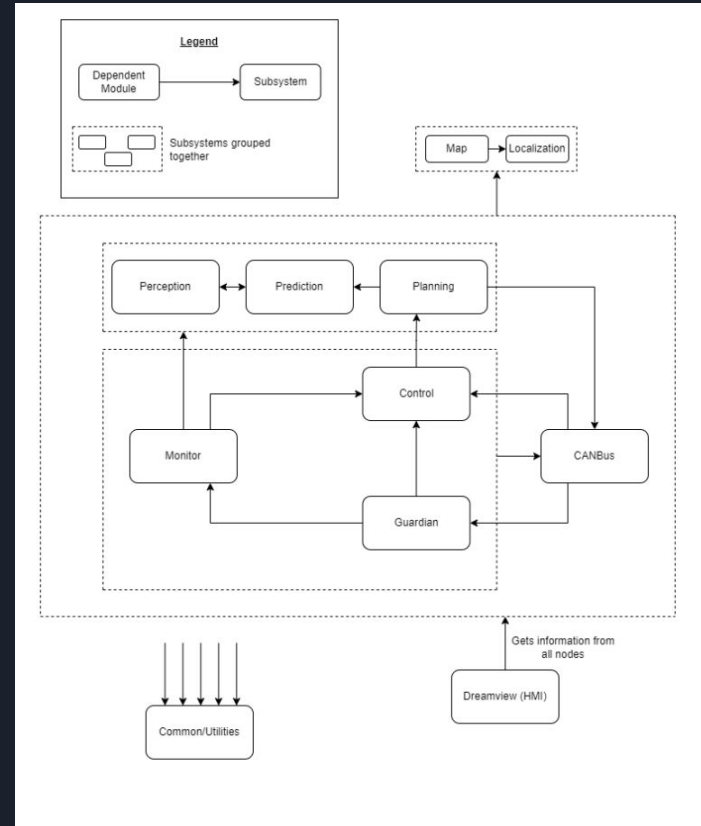 Legend
Dependent
Module
Subsystem
Subsystems grouped
together
Map
Localization
Perception
Prediction
Planning
Control
Monitor
CANBus
Guardian
Gets information from
all nodes
Dreamview (HMI)
Common/Utilities